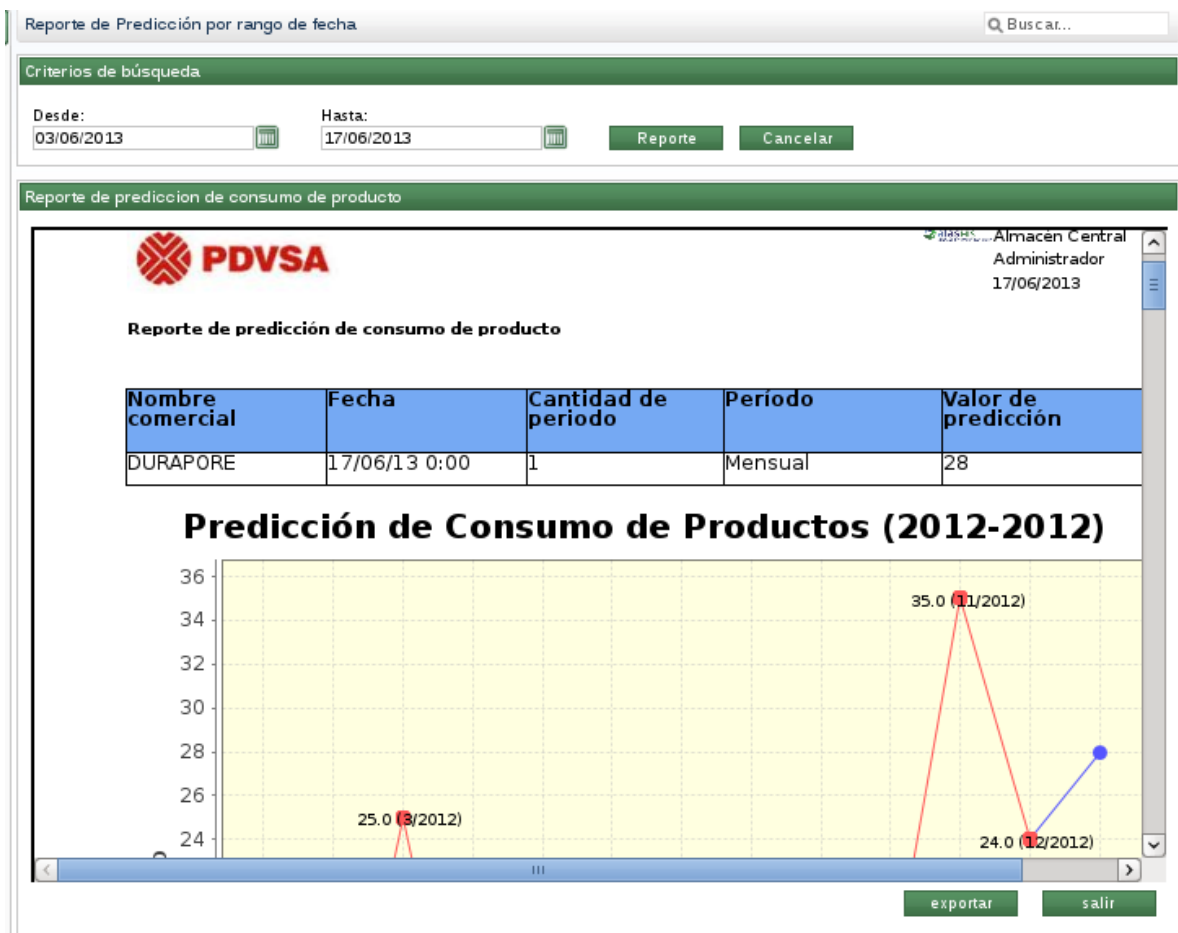 Reporte de Predicción por rango de fecha
Buscar...
Criterios de búsqueda
Desde:
Hasta:
03/06/2013
17/06/2013
Reporte
Cancelar
Reporte de prediccion de consumo de producto
PDVSA
Almacén Central
Administrador
17/06/2013
Reporte de predicción de consumo de producto
Nombre comercial
Fecha
Cantidad de periodo
Período
Valor de predicción
DURAPORE
17/06/13 0:00
1
Mensual
28
Predicción de Consumo de Productos (2012-2012)
36
35.0 (11/2012)
34
32
30
28
26
25.0 (3/2012)
24
24.0 (12/2012)
exportar
salir